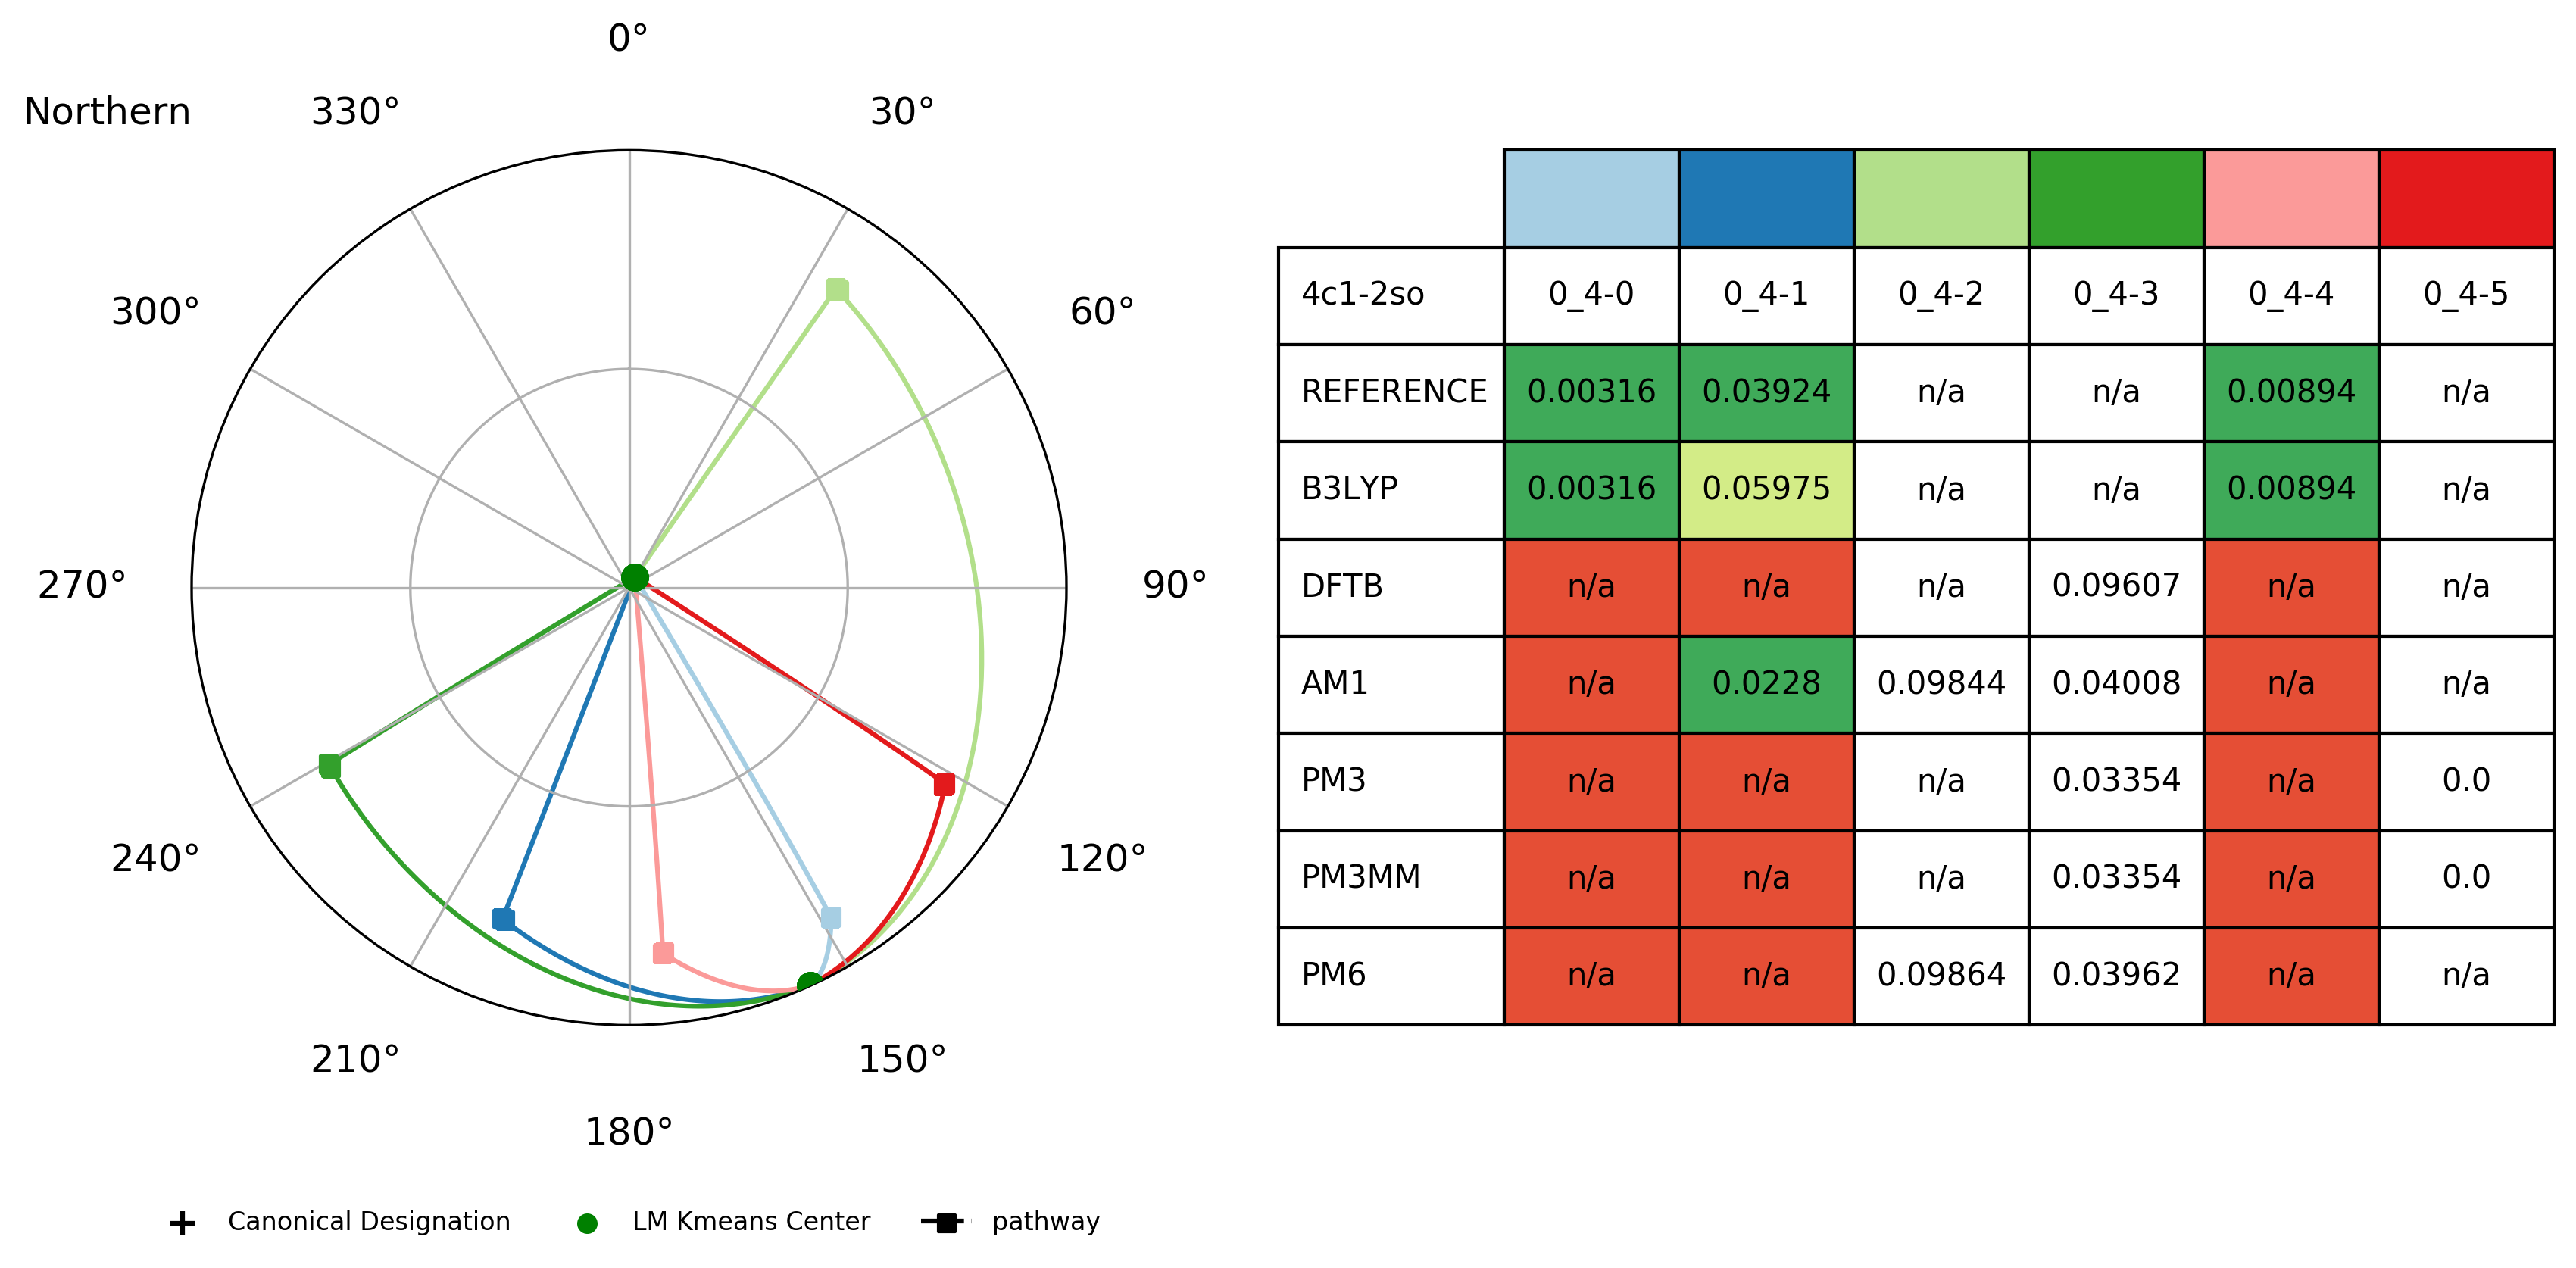 0°
Northern 330° 30°
300° 60°
270° 90°
240° 120°
210° 150°
180°
Canonical Designation LM Kmeans Center pathway
4c1-2so 0_4-0 0_4-1 0_4-2 0_4-3 0_4-4 0_4-5
REFERENCE 0.00316 0.03924 n/a n/a 0.00894 n/a
B3LYP 0.00316 0.05975 n/a n/a 0.00894 n/a
DFTB n/a n/a n/a 0.09607 n/a n/a
AM1 n/a 0.0228 0.09844 0.04008 n/a n/a
PM3 n/a n/a n/a 0.03354 n/a 0.0
PM3MM n/a n/a n/a 0.03354 n/a 0.0
PM6 n/a n/a 0.09864 0.03962 n/a n/a